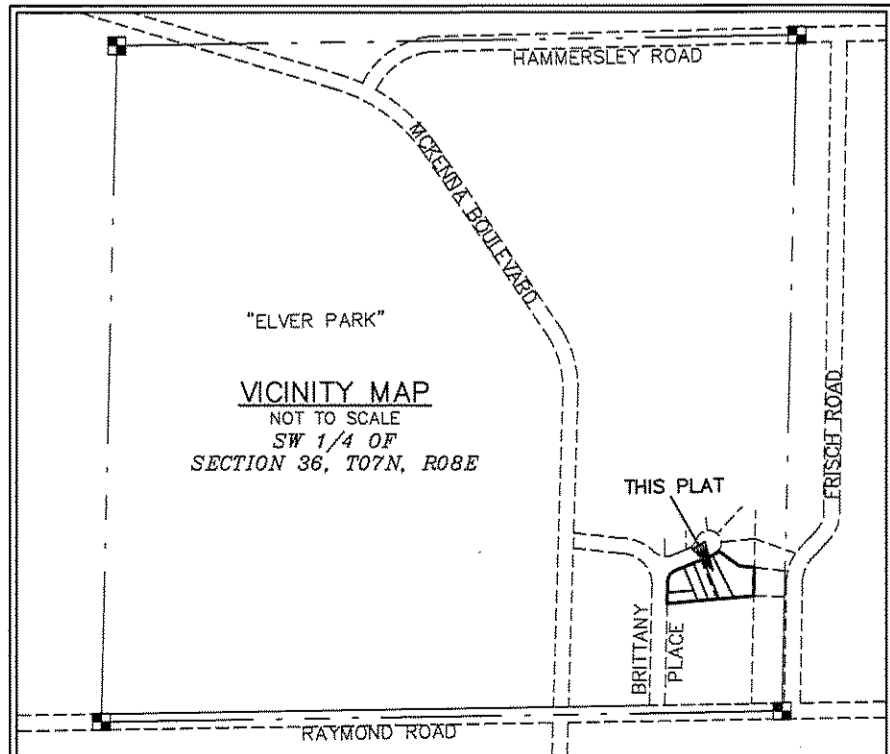 HAMMERSLEY ROAD
MCKENNA BOULEVARD
"ELVER PARK"
VICINITY MAP
NOT TO SCALE
SW 1/4 OF
SECTION 36, T07N, R08E
FRISCH ROAD
THIS PLAT
BRITTANY
PLACE
RAYMOND ROAD